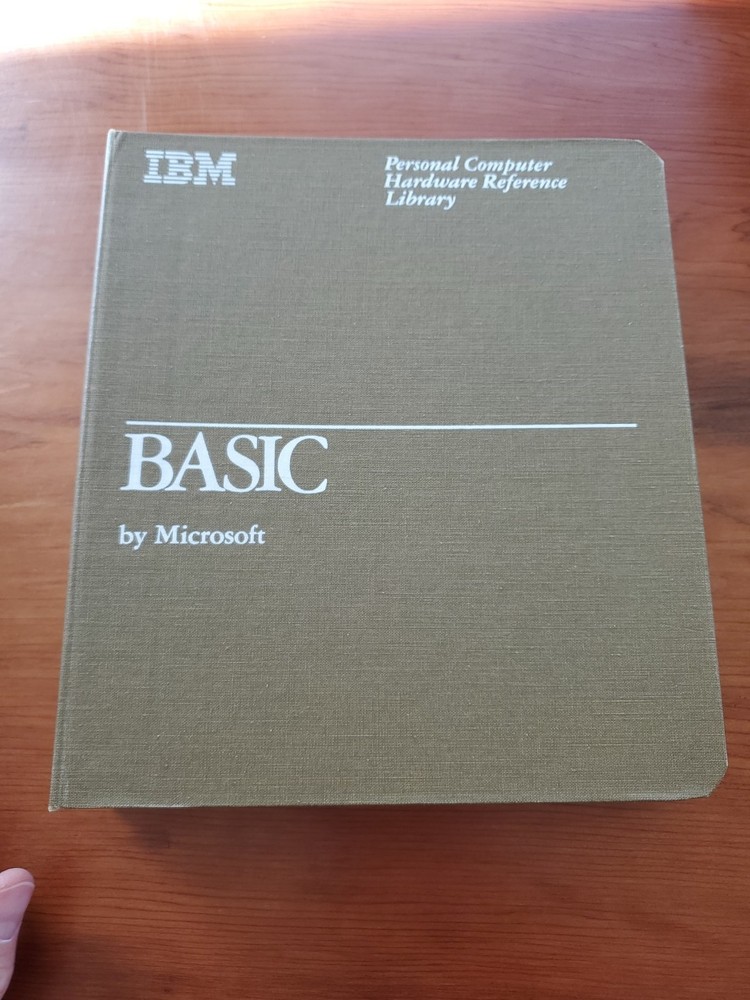 IBM
Personal Computer
Hardware Reference
Library
BASIC
by Microsoft